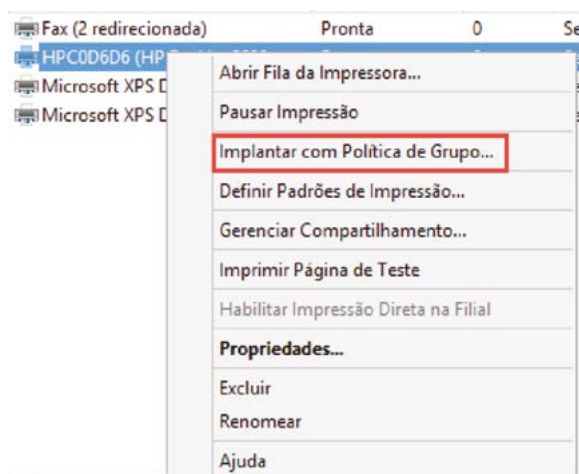 Fax (2 redirecionada) Pronta 0 Se
HPC0D6D6 (HP
Microsoft XPS D
Microsoft XPS D
Abrir Fila da Impressora...
Pausar Impressão
Implantar com Política de Grupo...
Definir Padrões de Impressão...
Gerenciar Compartilhamento...
Imprimir Página de Teste
Habilitar Impressão Direta na Filial
Propriedades...
Excluir
Renomear
Ajuda